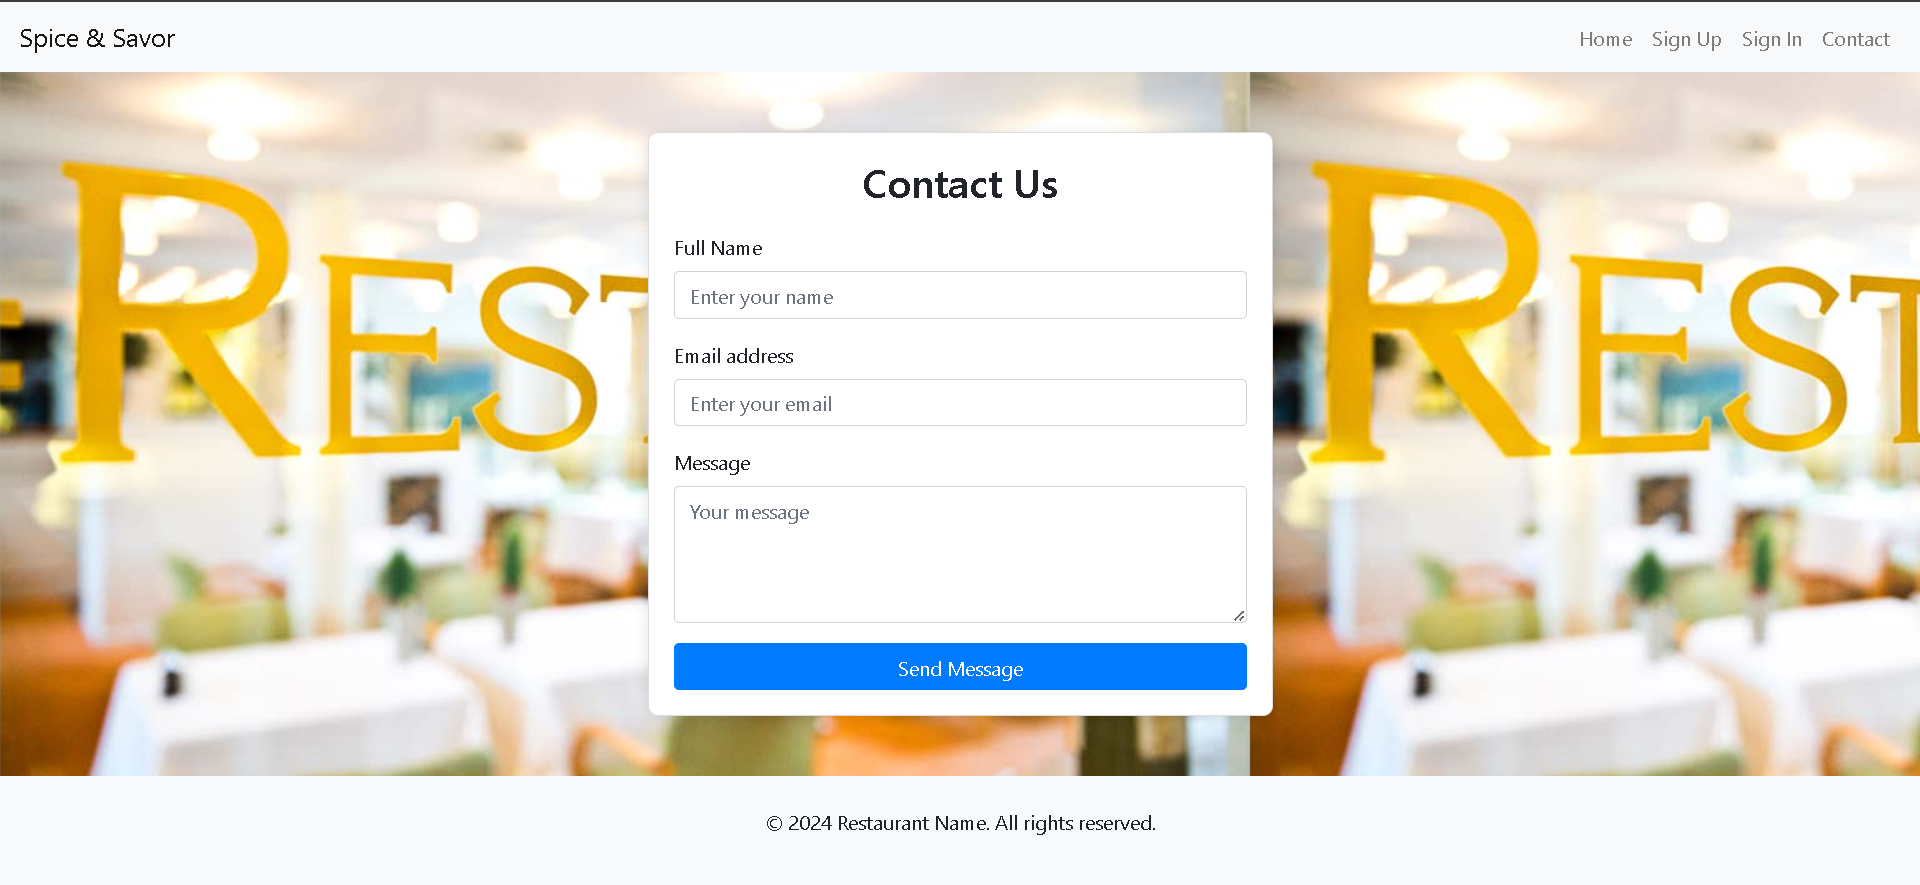 Spice & Savor
Home Sign Up Sign In Contact
REST
REST
Contact Us
Full Name
Enter your name
Email address
Enter your email
Message
Your message
Send Message
© 2024 Restaurant Name. All rights reserved.